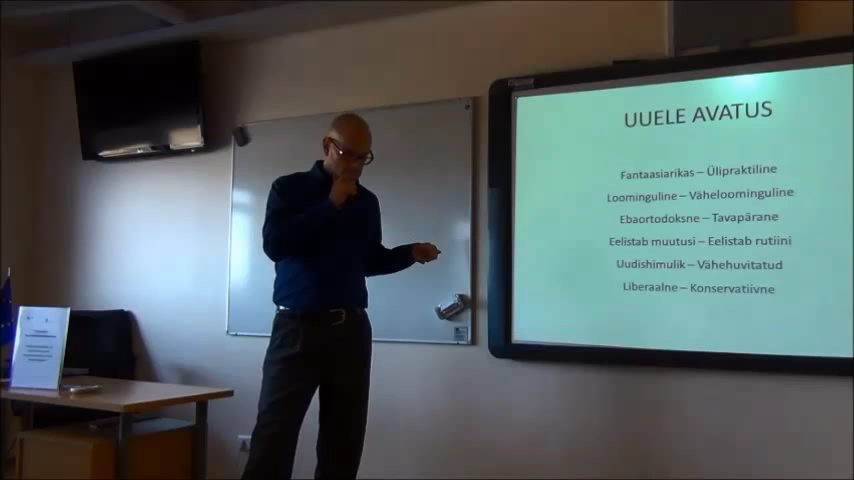 UUELE AVATUS
Fantaasiarikas – Ülipraktiline
Loominguline – Väheloominguline
Ebaortodoksne – Tavapärane
Eelistab muutusi – Eelistab rutiini
Uudishimulik – Vähehuvitatud
Liberaalne – Konservatiivne